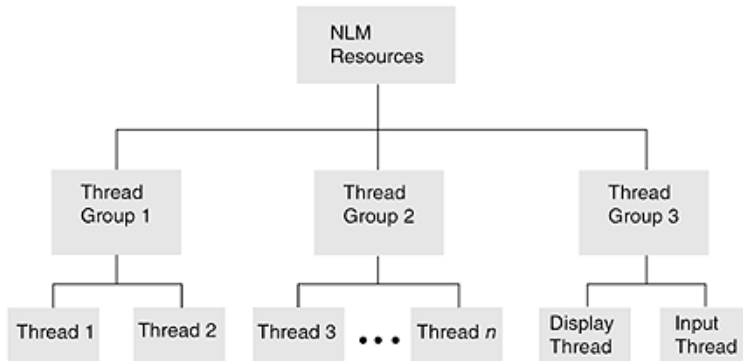 NLM
Resources
Thread
Group 1
Thread
Group 2
Thread
Group 3
Thread 1
Thread 2
Thread 3
• • •
Thread n
Display
Thread
Input
Thread